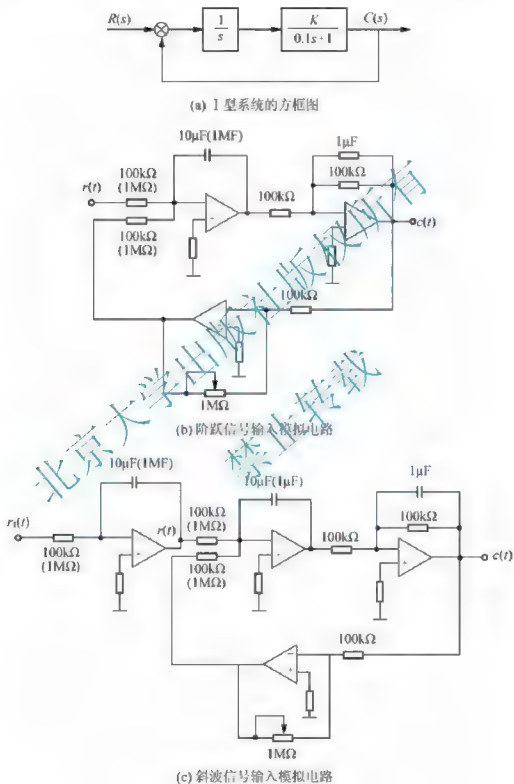 R(s)
1
s
K
0.1s+1
C(s)
(a) Ⅰ型系统的方框图
10μF(1MF)
1μF
100kΩ
r(t)
100kΩ
(1MΩ)
100kΩ
(1MΩ)
100kΩ
c(t)
100kΩ
1MΩ
(b) 阶跃信号输入模拟电路
10μF(1MF)
10μF(1μF)
1μF
100kΩ
r₁(t)
100kΩ
(1MΩ)
r(t)
100kΩ
(1MΩ)
100kΩ
(1MΩ)
100kΩ
c(t)
100kΩ
1MΩ
(c) 斜波信号输入模拟电路
北京大学出版社版权所有
禁止转载